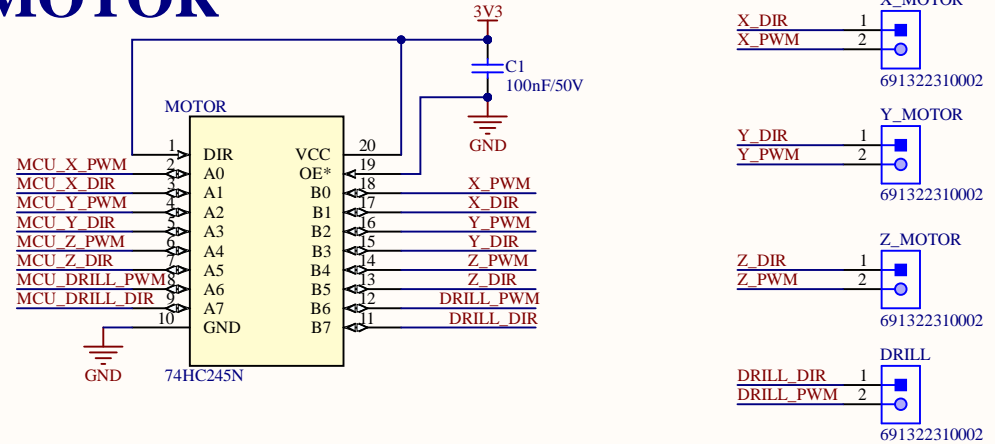 MOTOR
3V3
C1
100nF/50V
GND
MOTOR
1 DIR VCC 20
MCU_X_PWM 2 A0 OE* 19
MCU_X_DIR 3 A1 B0 18 X_PWM
MCU_Y_PWM 4 A2 B1 17 X_DIR
MCU_Y_DIR 5 A3 B2 16 Y_PWM
MCU_Z_PWM 6 A4 B3 15 Y_DIR
MCU_Z_DIR 7 A5 B4 14 Z_PWM
MCU_DRILL_PWM 8 A6 B5 13 Z_DIR
MCU_DRILL_DIR 9 A7 B6 12 DRILL_PWM
10 GND B7 11 DRILL_DIR
GND
74HC245N
X_MOTOR
X_DIR 1
X_PWM 2
691322310002
Y_MOTOR
Y_DIR 1
Y_PWM 2
691322310002
Z_MOTOR
Z_DIR 1
Z_PWM 2
691322310002
DRILL
DRILL_DIR 1
DRILL_PWM 2
691322310002